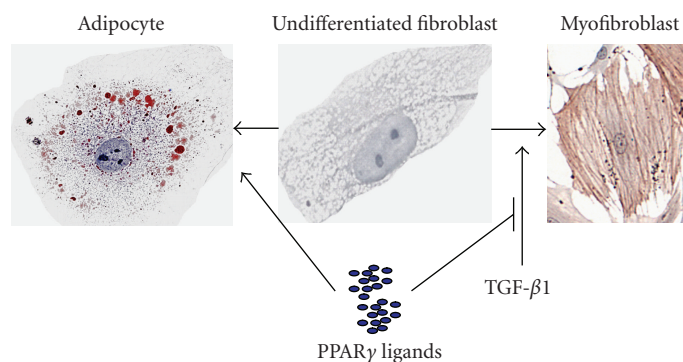 Adipocyte
Undifferentiated fibroblast
Myofibroblast
TGF-β1
PPARγ ligands